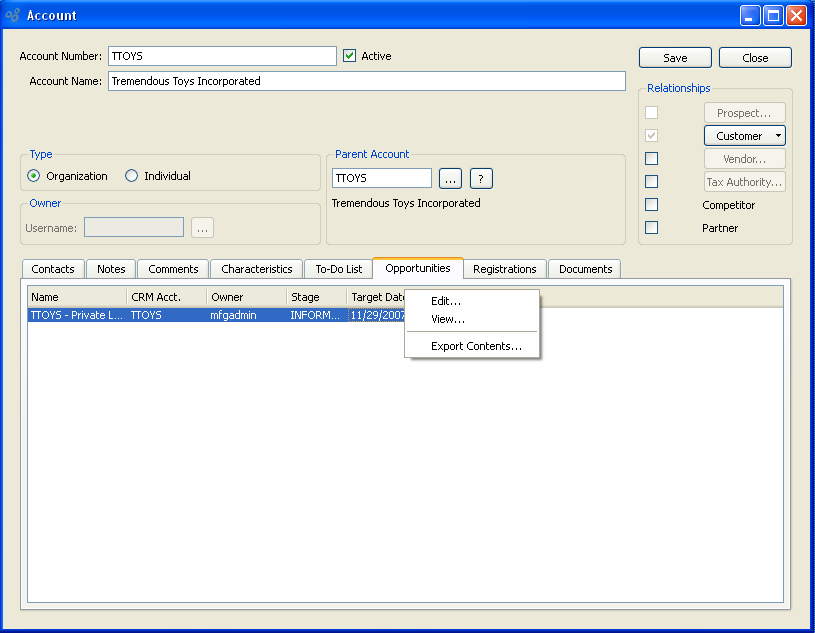 Account
Account Number: TTOYS Active Save Close
Account Name: Tremendous Toys Incorporated
Relationships
Prospect...
Customer
Vendor...
Tax Authority...
Competitor
Partner
Type
Organization Individual
Owner
Username: ...
Parent Account
TTOYS ... ?
Tremendous Toys Incorporated
Contacts Notes Comments Characteristics To-Do List Opportunities Registrations Documents
Name CRM Acct. Owner Stage Target Date
TTOYS - Private L... TTOYS mfgadmin INFORM... 11/29/2007
Edit...
View...
Export Contents...